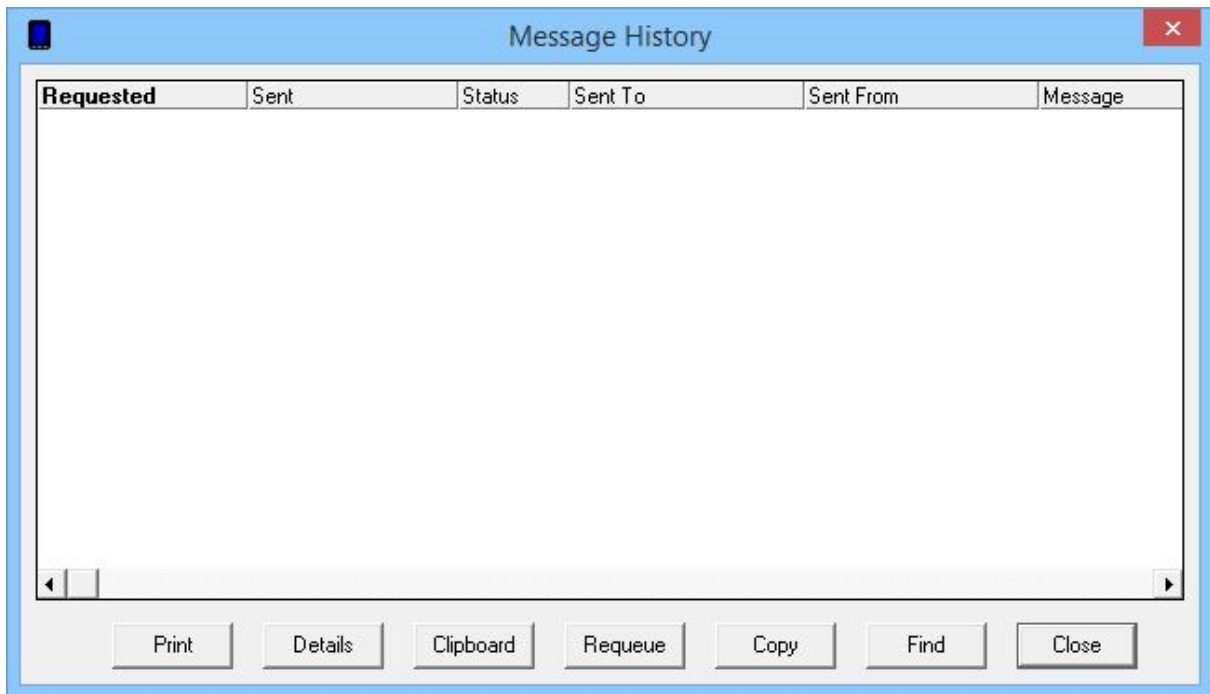 Message History
Requested Sent Status Sent To Sent From Message
Print Details Clipboard Requeue Copy Find Close